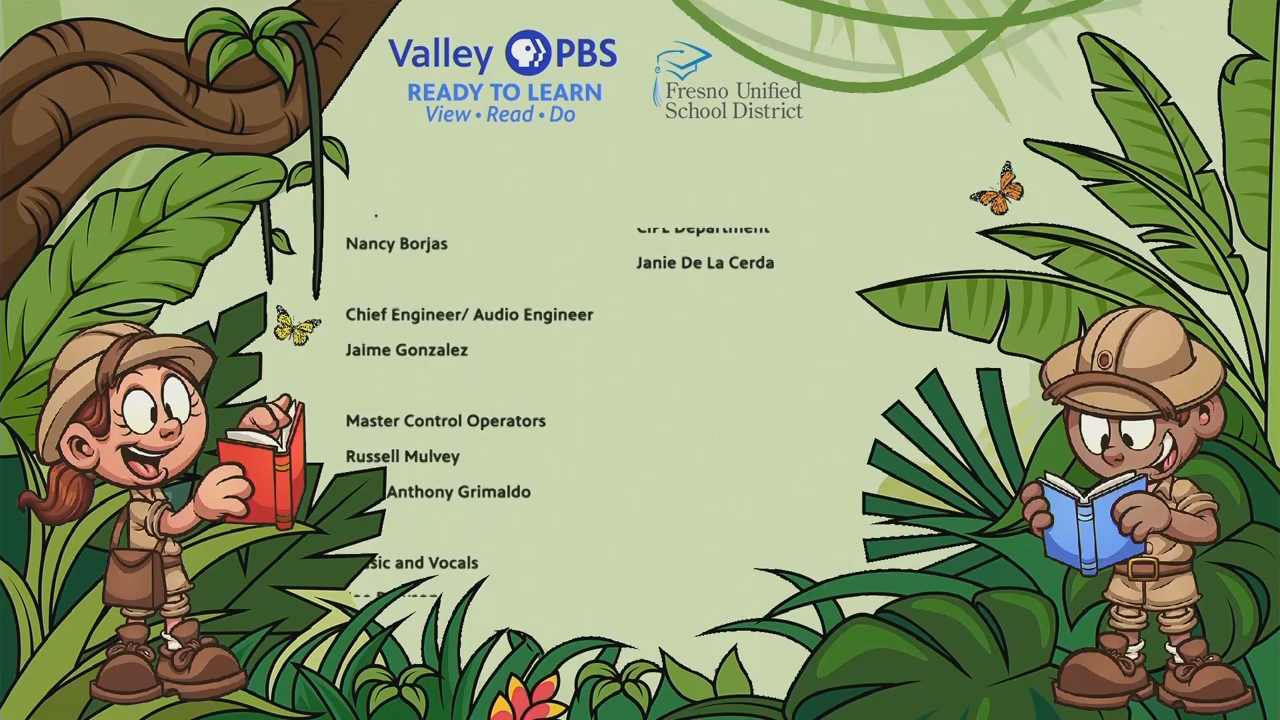 Valley PBS
READY TO LEARN
View • Read • Do
Fresno Unified
School District
Nancy Borjas
Chief Engineer/ Audio Engineer
Jaime Gonzalez
Master Control Operators
Russell Mulvey
Anthony Grimaldo
and Vocals
Department
Janie De La Cerda